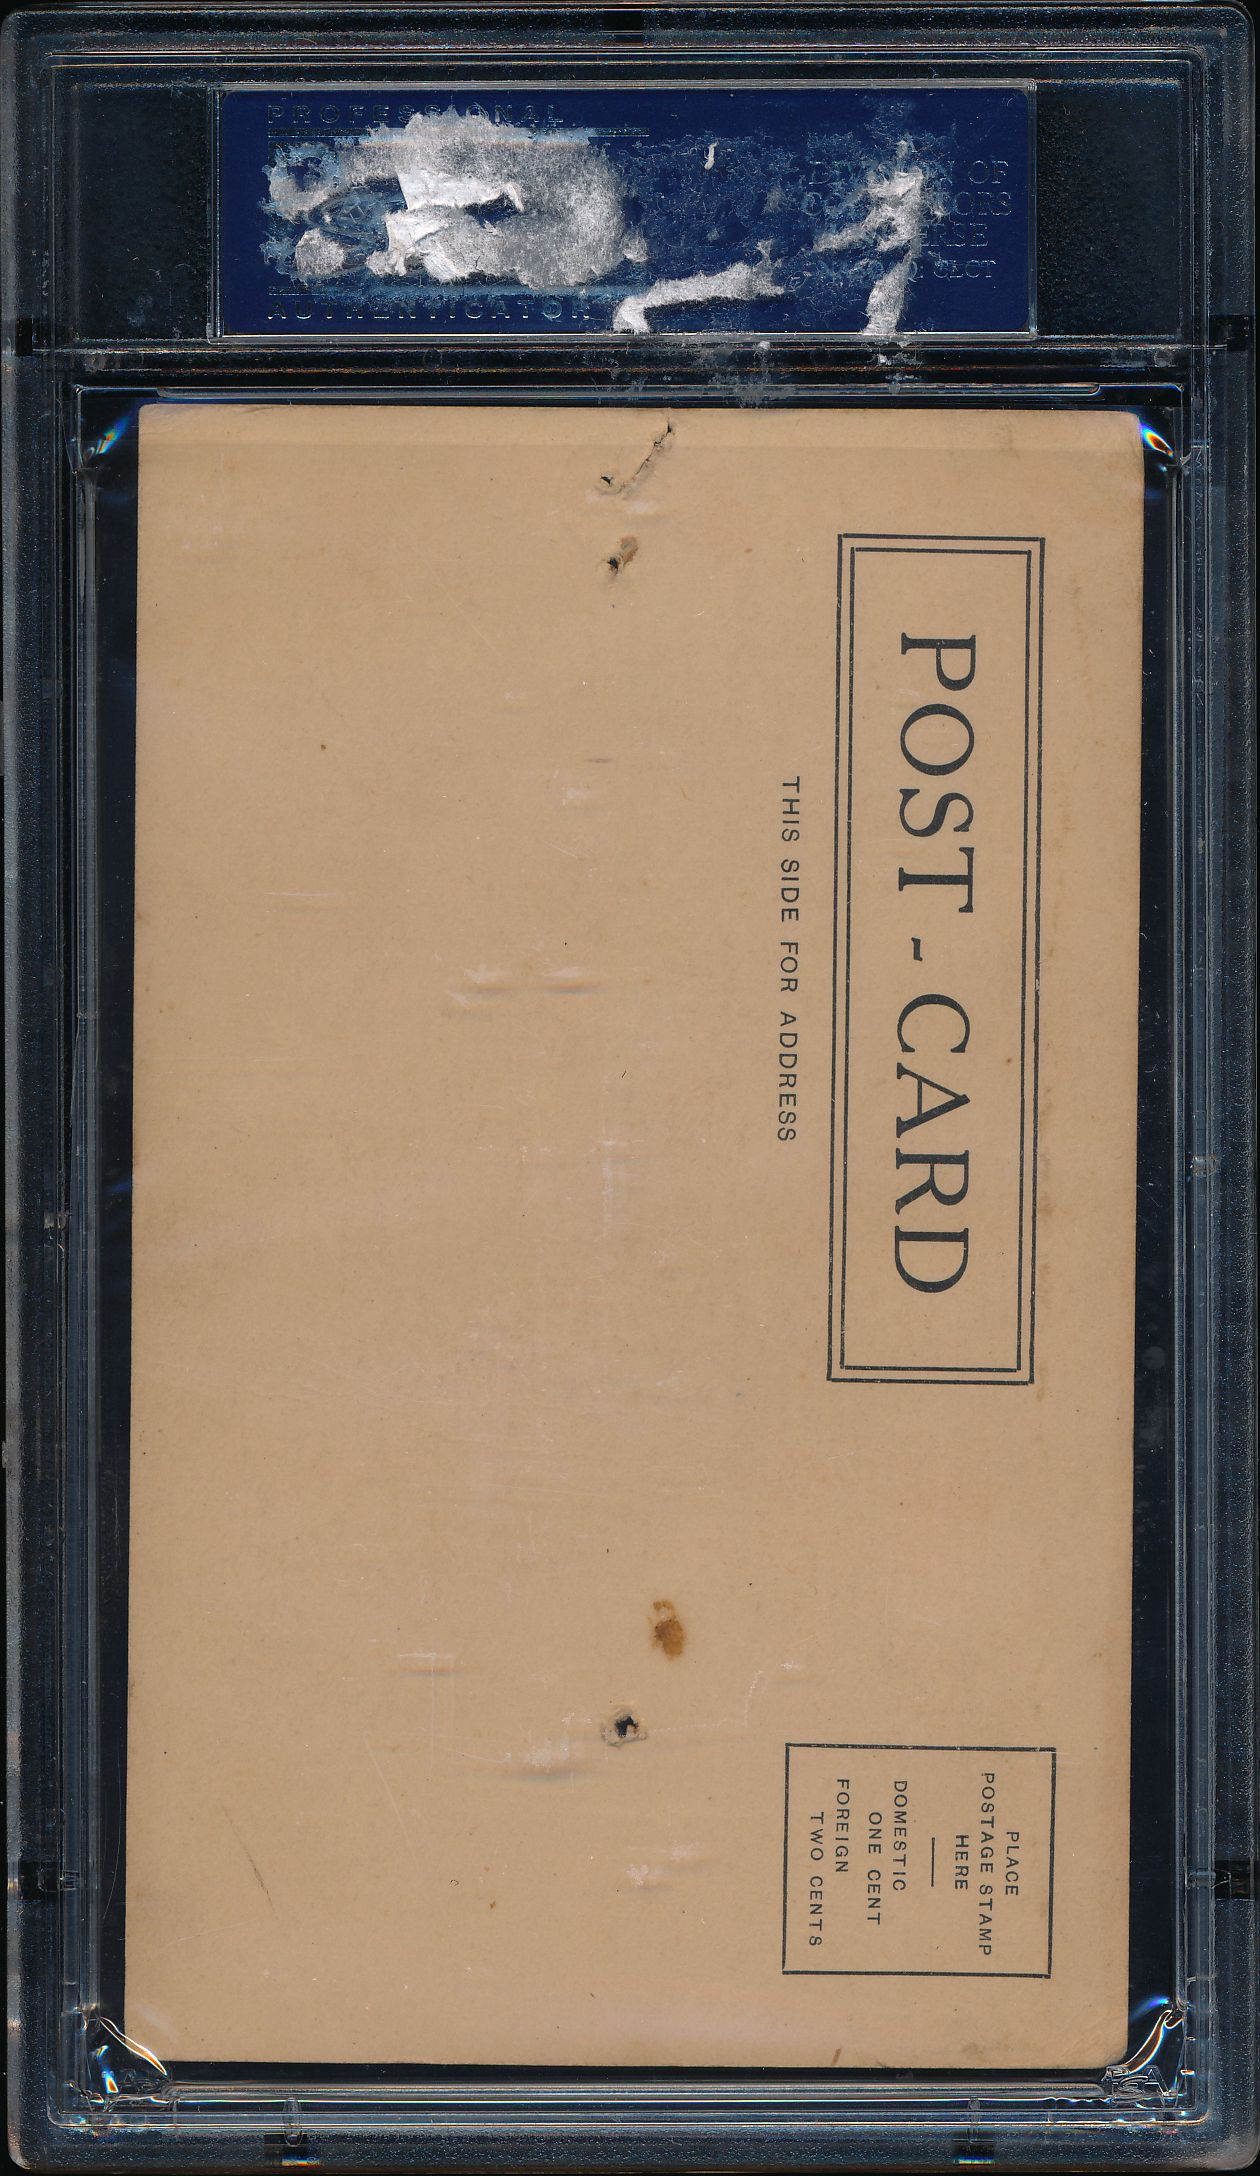 PROFESSIONAL
AUTHENTICATOR
OF
POST-CARD
THIS SIDE FOR ADDRESS
PLACE
POSTAGE STAMP
HERE
DOMESTIC
ONE CENT
FOREIGN
TWO CENTS
PSA